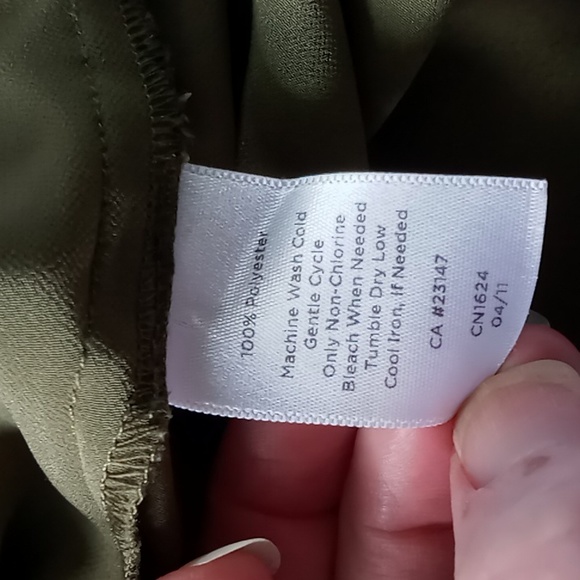 100% Polyester
Machine Wash Cold
Gentle Cycle
Only Non-Chlorine
Bleach When Needed
Tumble Dry Low
Cool Iron, If Needed
CA #23147
CN1624
04/11